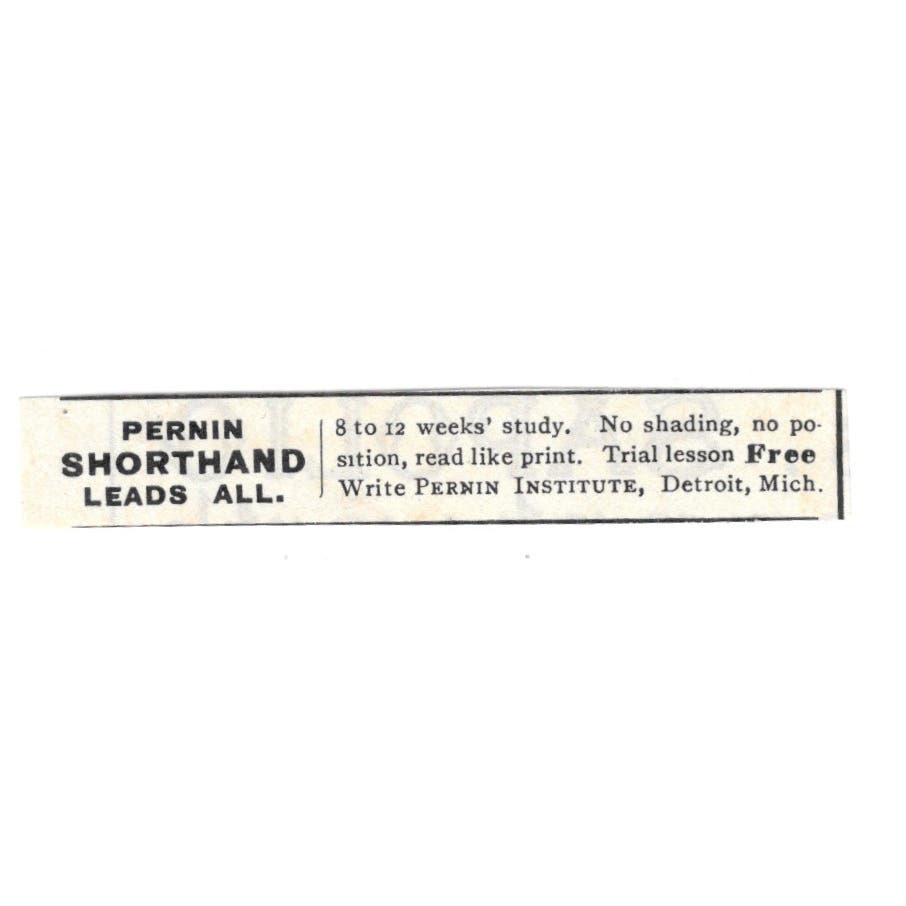 PERNIN
SHORTHAND
LEADS ALL.
8 to 12 weeks' study. No shading, no po-
sition, read like print. Trial lesson Free
Write PERNIN INSTITUTE, Detroit, Mich.